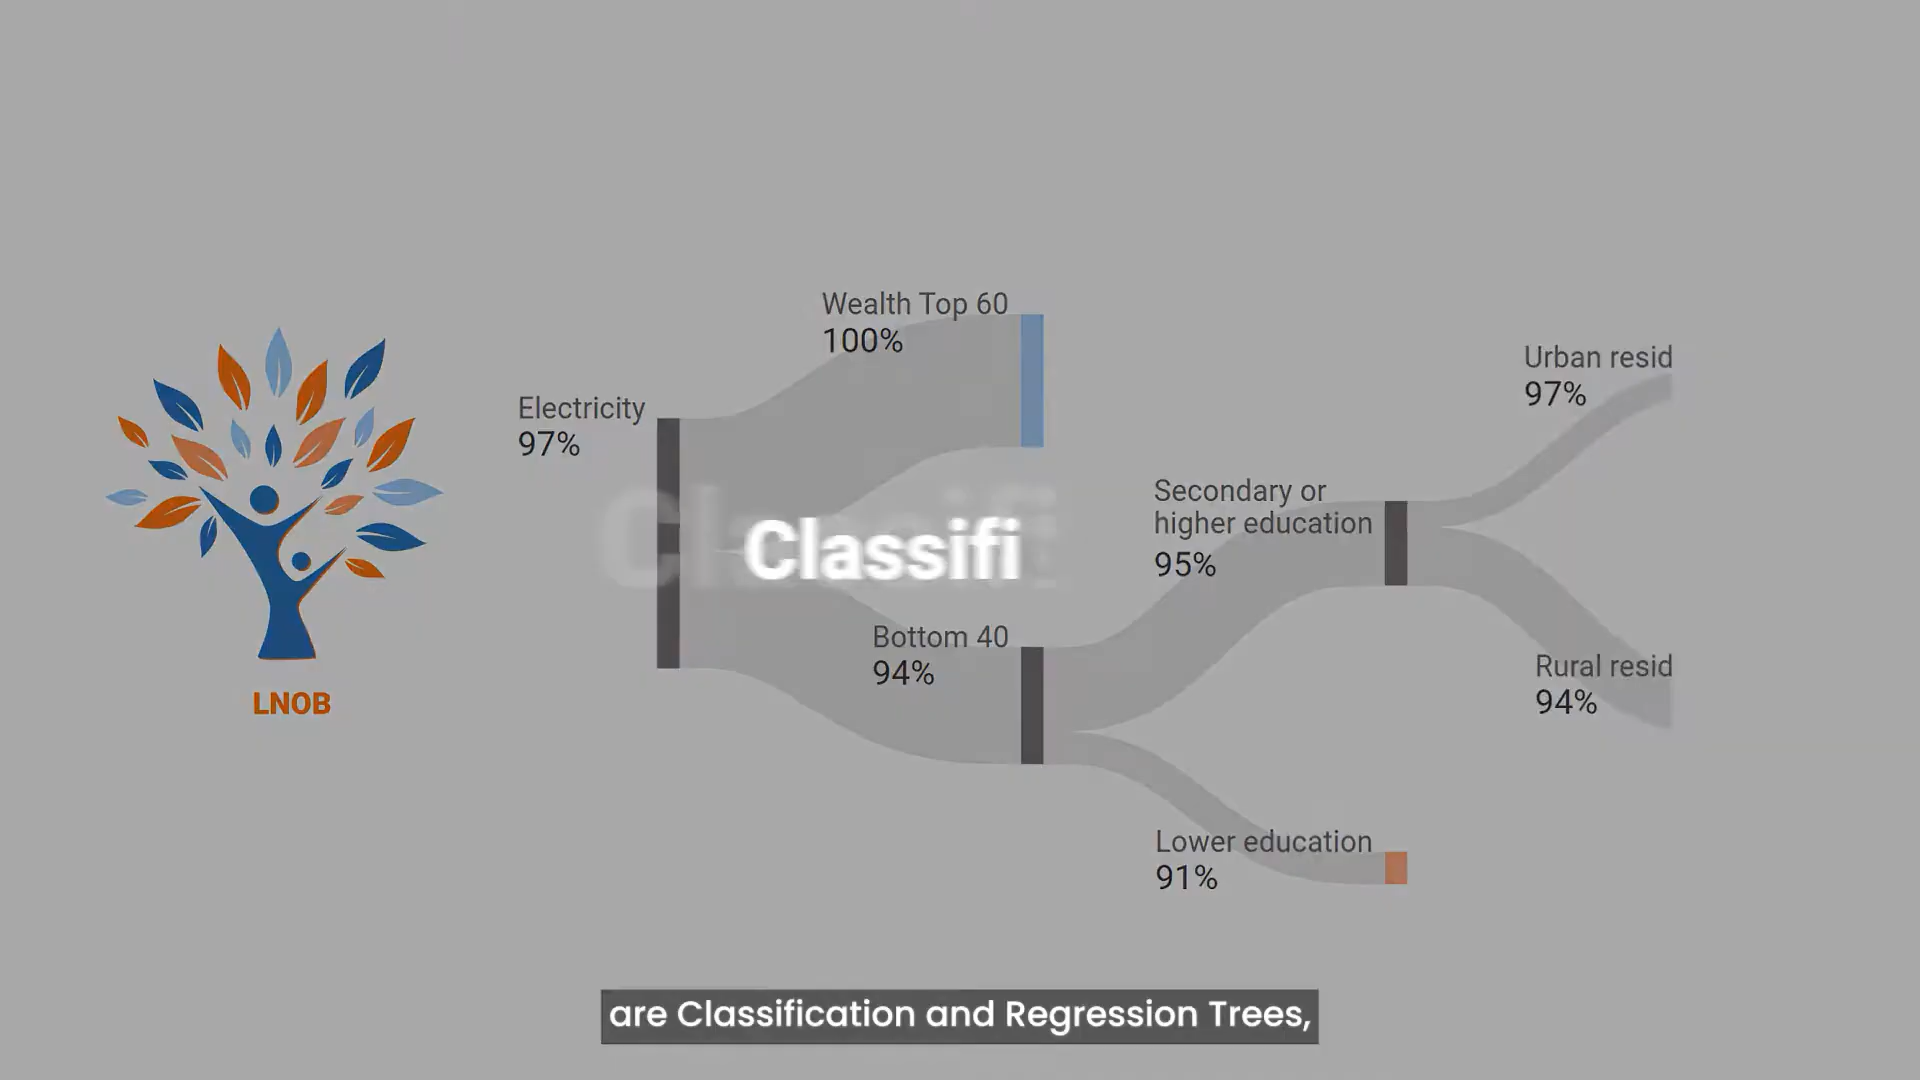 Wealth Top 60
100%
Electricity
97%
Urban resid
97%
Secondary or
higher education
95%
Classifi
Bottom 40
94%
Rural resid
94%
LNOB
Lower education
91%
are Classification and Regression Trees,